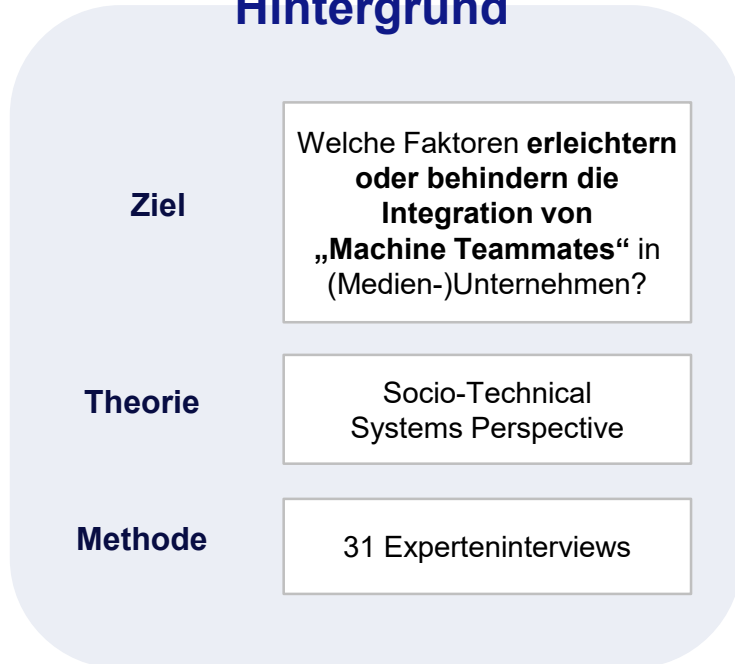 Hintergrund
Ziel
Welche Faktoren erleichtern
oder behindern die
Integration von
„Machine Teammates“ in
(Medien-)Unternehmen?
Theorie
Socio-Technical
Systems Perspective
Methode
31 Experteninterviews